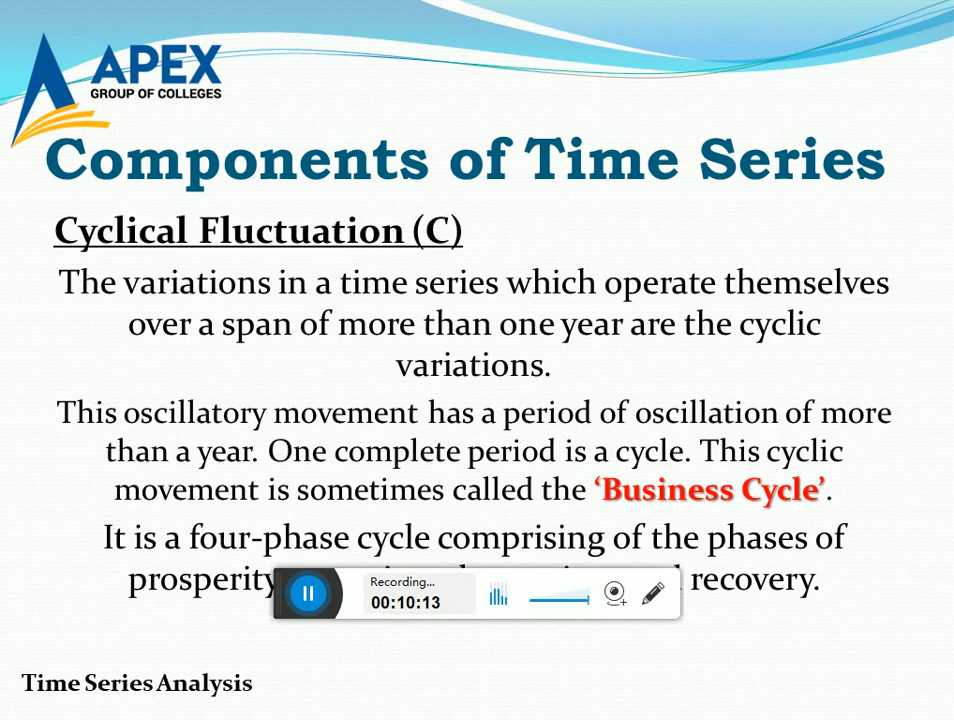 APEX
GROUP OF COLLEGES
Components of Time Series
Cyclical Fluctuation (C)
The variations in a time series which operate themselves
over a span of more than one year are the cyclic
variations.
This oscillatory movement has a period of oscillation of more
than a year. One complete period is a cycle. This cyclic
movement is sometimes called the ‘Business Cycle’.
It is a four-phase cycle comprising of the phases of
prosperity recovery.
Recording...
00:10:13
Time Series Analysis